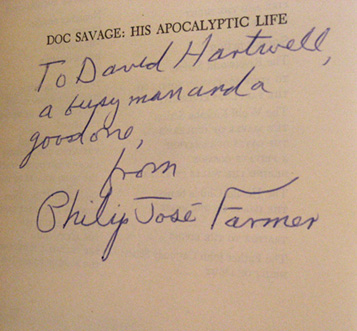 DOC SAVAGE: HIS APOCALYPTIC LIFE
To David Hartwell,
a busy man and a
good one,
from
Philip José Farmer